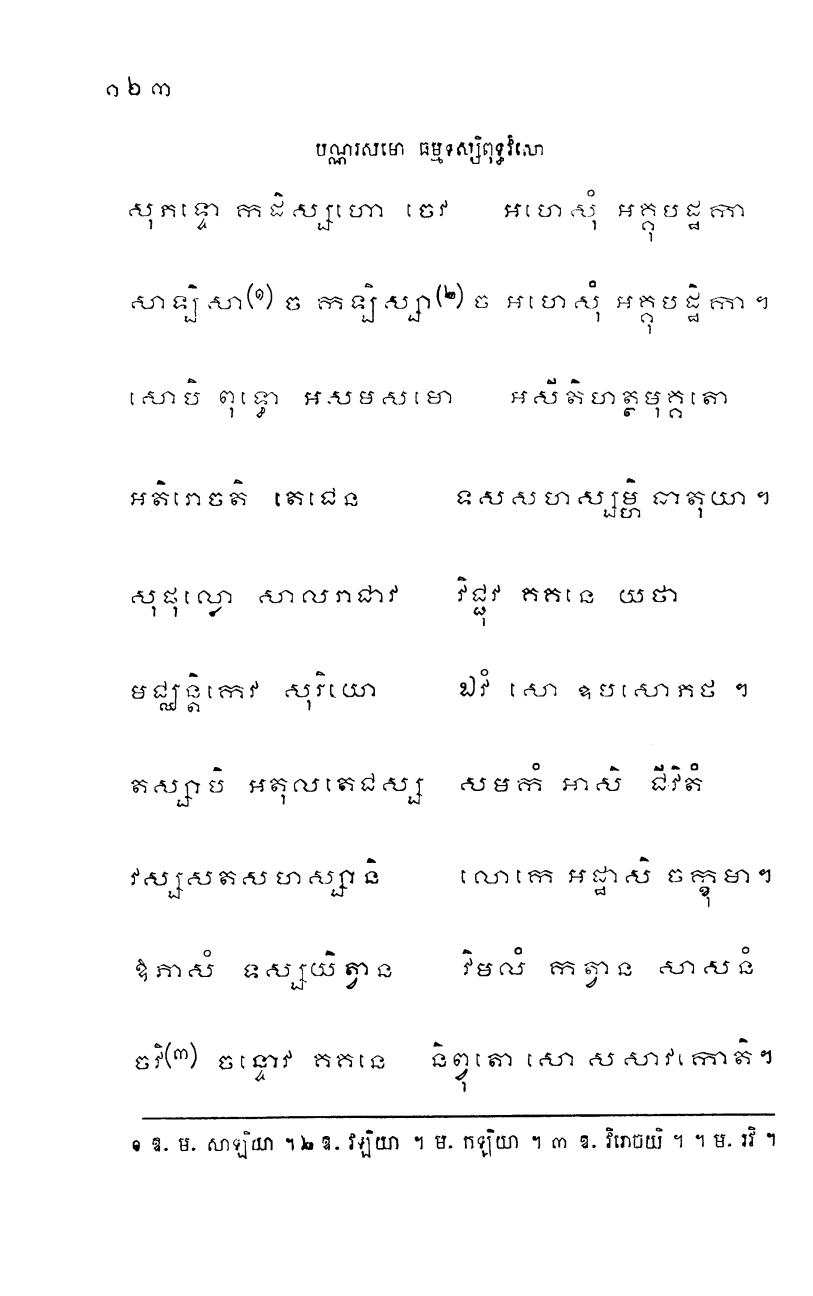 ១៦៣
បណ្ណរសមោ ធម្មទស្សិពុទ្ធវំសោ
សុភទ្ទោ កដិស្សហោ ចេវ អហេសុំ អគ្គុបដ្ឋកា
សាឡិសា(១) ច កឡិស្សា(២) ច អហេសុំ អគ្គុបដ្ឋិកា ។
សោបិ ពុទ្ធោ អសមសមោ អសីតិហត្ថមុគ្គតោ
អតិរោចតិ តេជេន ទសសហស្សម្ហិ ធាតុយា ។
សុផុល្លោ សាលរាជាវ វិជ្ជុវ គគនេ យថា
មជ្ឈន្តិកេវ សុរិយោ ឯវំ សោ ឧបសោភថ ។
តស្សាបិ អតុលតេជស្ស សមកំ អាសិ ជីវិតំ
វស្សសតសហស្សានិ លោកេ អដ្ឋាសិ ចក្ខុមា។
ឱភាសំ ទស្សយិត្វាន វិមលំ កត្វាន សាសនំ
ចវិ(៣) ចន្ទោវ គគនេ និព្វុតោ សោ សសាវកោតិ។
១ ឱ. ម. សាឡិយា ។ ២ ឱ. វឡិយា ។ ម. កឡិយា ។ ៣ ឱ. វិរោចយិ ។ ។ ម. រវិ ។